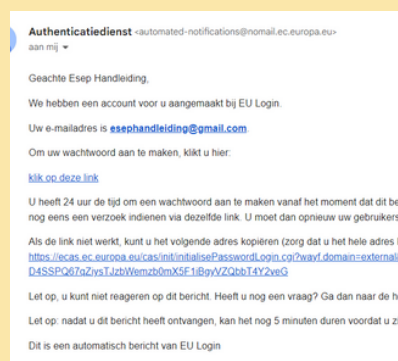 Authenticatiedienst <automated-notifications@nomail.ec.europa.eu>
aan mij
Geachte Esep Handleiding,
We hebben een account voor u aangemaakt bij EU Login.
Uw e-mailadres is esephandleiding@gmail.com.
Om uw wachtwoord aan te maken, klikt u hier:
klik op deze link
U heeft 24 uur de tijd om een wachtwoord aan te maken vanaf het moment dat dit be
nog eens een verzoek indienen via dezelfde link. U moet dan opnieuw uw gebruikers
Als de link niet werkt, kunt u het volgende adres kopiëren (zorg dat u het hele adres
https://ecas.ec.europa.eu/cas/init/initialisePasswordLogin.cgi?wayf.domain=external
D4SSPQ67qZiysTJzbWemzb0mX5F1iBgyVZQbbT4Y2veG
Let op, u kunt niet reageren op dit bericht. Heeft u nog een vraag? Ga dan naar de h
Let op: nadat u dit bericht heeft ontvangen, kan het nog 5 minuten duren voordat u z
Dit is een automatisch bericht van EU Login